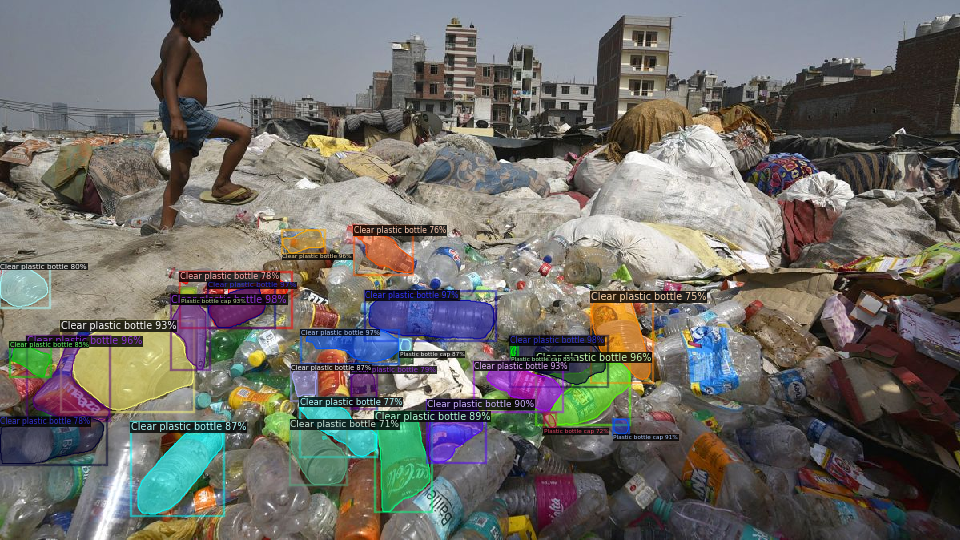 Clear plastic bottle 76%
Clear plastic bottle 96%
Clear plastic bottle 80%
Clear plastic bottle 78%
Clear plastic bottle 98%
Plastic bottle cap 93%
Clear plastic bottle 97%
Clear plastic bottle 75%
Clear plastic bottle 93%
Clear plastic bottle 97%
Clear plastic bottle 96%
Clear plastic bottle 85%
Plastic bottle cap 87%
Clear plastic bottle 96%
Clear plastic bottle 87%
Clear plastic bottle 93%
Clear plastic bottle 77%
Clear plastic bottle 90%
Clear plastic bottle 89%
Clear plastic bottle 78%
Clear plastic bottle 87%
Clear plastic bottle 71%
Plastic bottle cap 72%
Plastic bottle cap 91%
Coca-Cola
Bailley